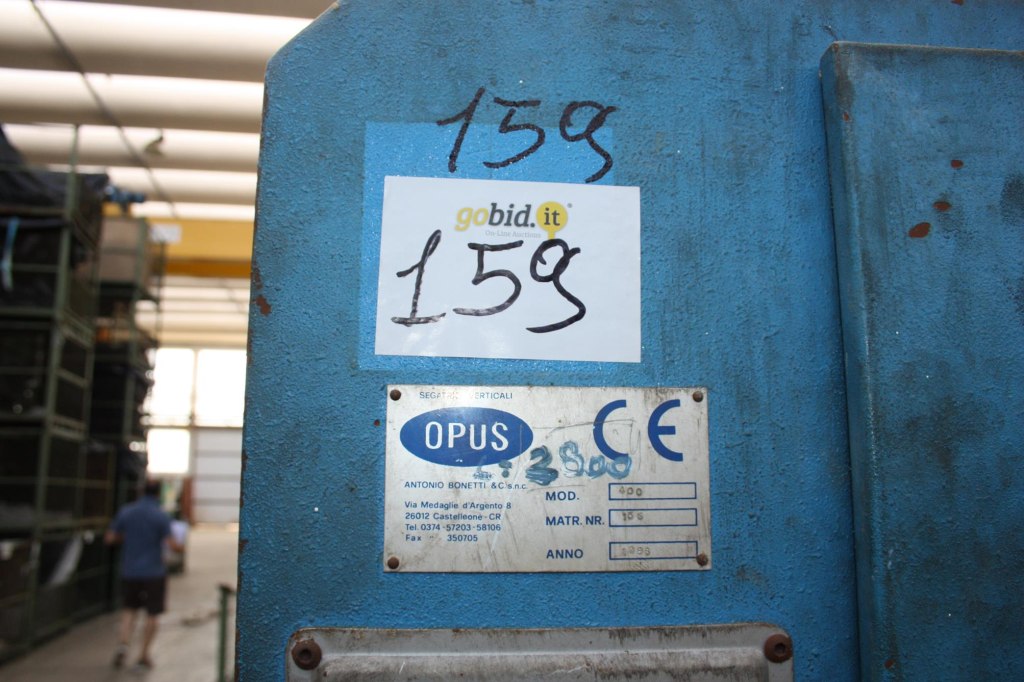 159
gobid.it®
On-Line Auctions
159
SEGATRICI VERTICALI
OPUS
CE
ANTONIO BONETTI & C. s.n.c.
Via Medaglie d'Argento 8
26012 Castelleone - CR
Tel. 0374-57203-58106
Fax " 350705
MOD. 400
MATR. NR.
ANNO